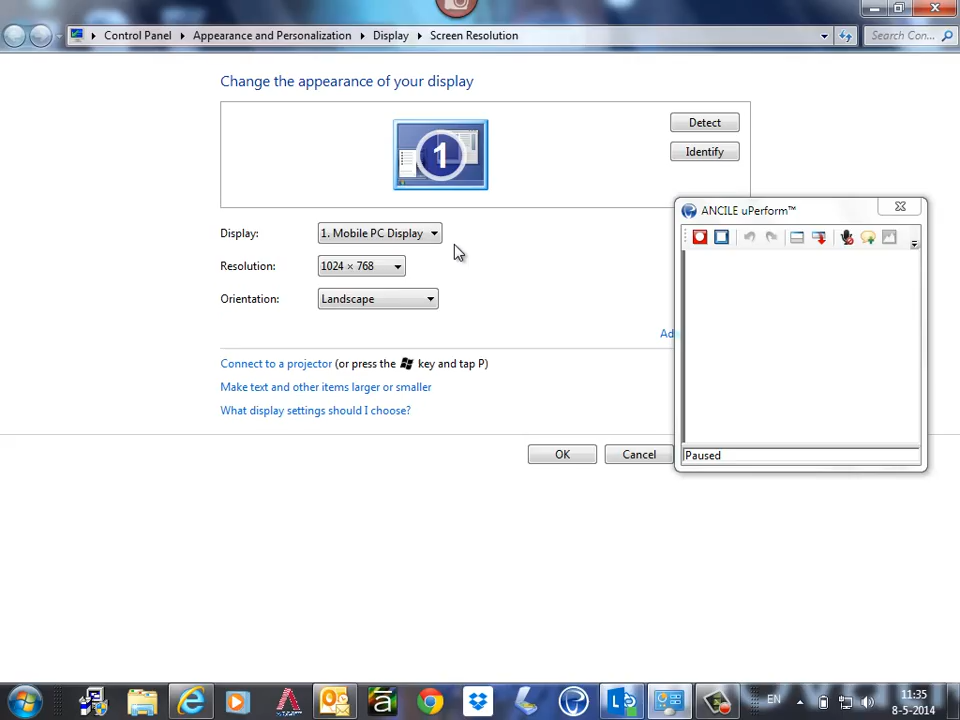 Control Panel Appearance and Personalization Display Screen Resolution
Search Con...
Change the appearance of your display
1
Detect
Identify
ANCILE uPerform™
Display: 1. Mobile PC Display
Resolution: 1024 × 768
Orientation: Landscape
Connect to a projector (or press the key and tap P)
Make text and other items larger or smaller
What display settings should I choose?
OK Cancel
Paused
EN
11:35
8-5-2014